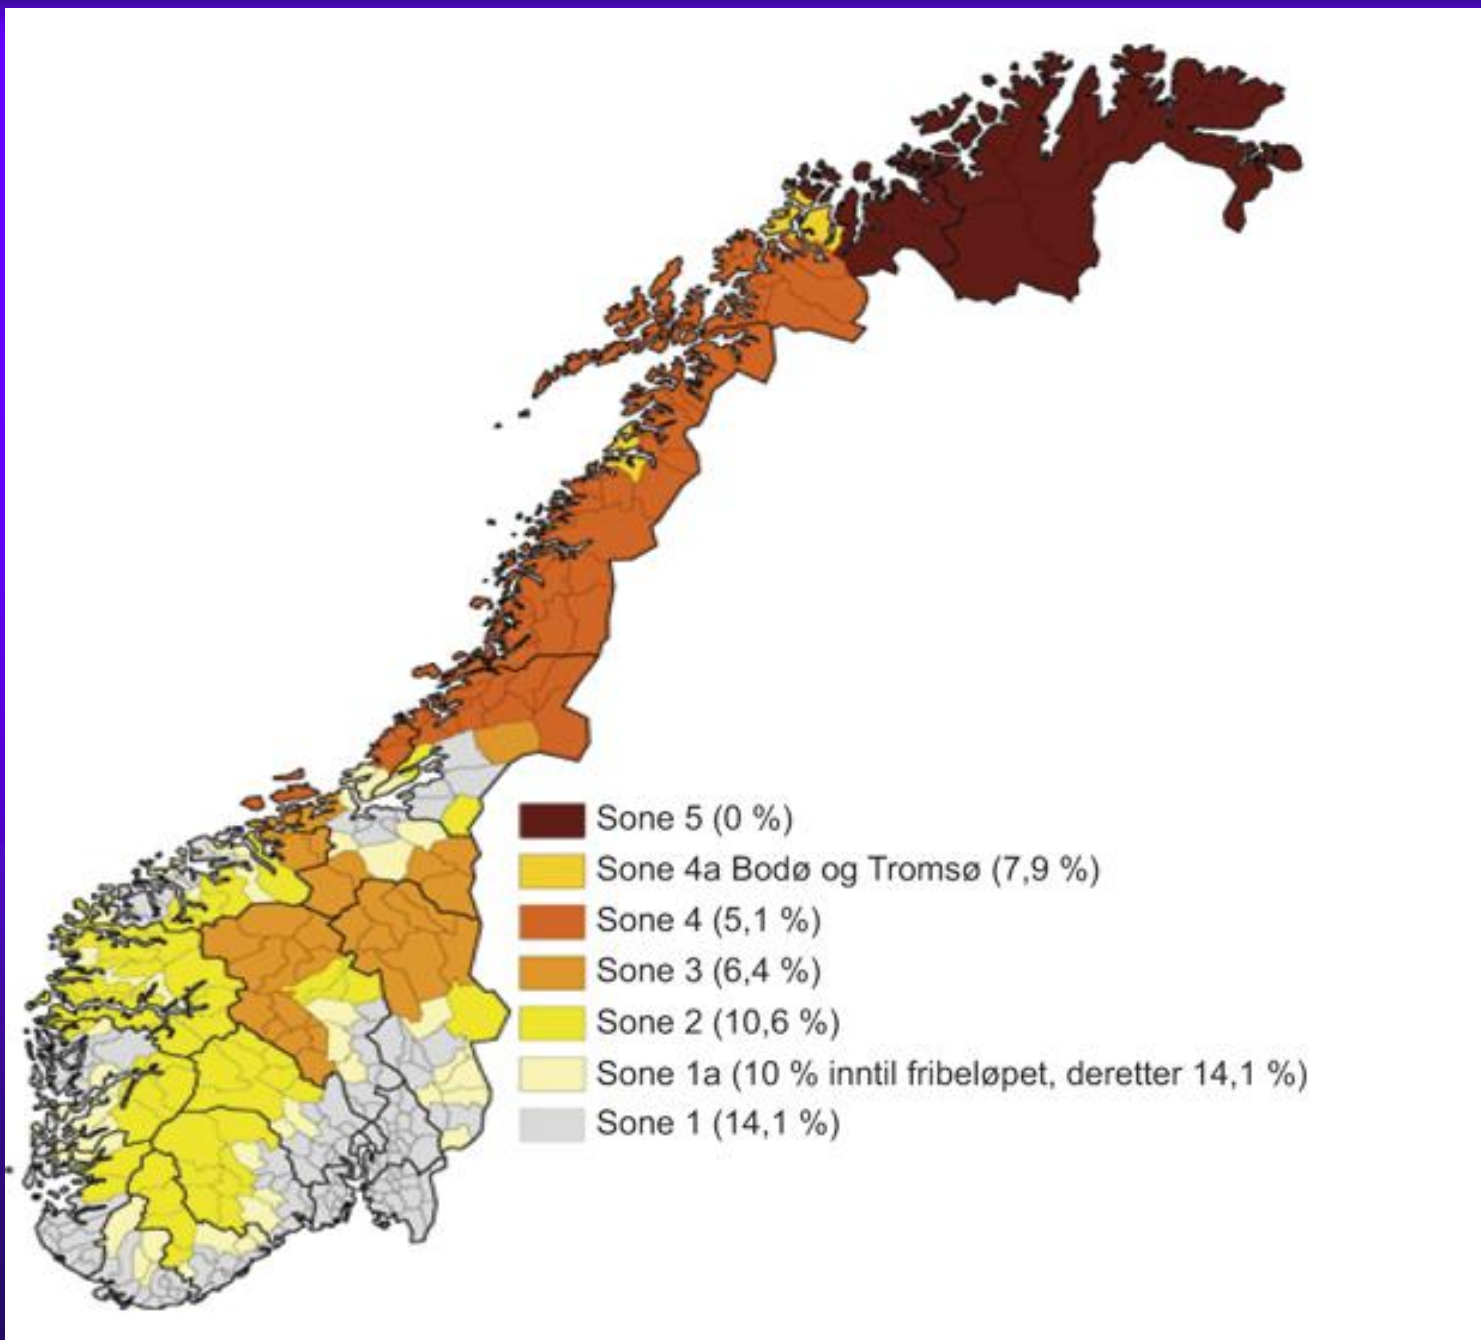 Sone 5 (0 %)
Sone 4a Bodø og Tromsø (7,9 %)
Sone 4 (5,1 %)
Sone 3 (6,4 %)
Sone 2 (10,6 %)
Sone 1a (10 % inntil fribeløpet, deretter 14,1 %)
Sone 1 (14,1 %)